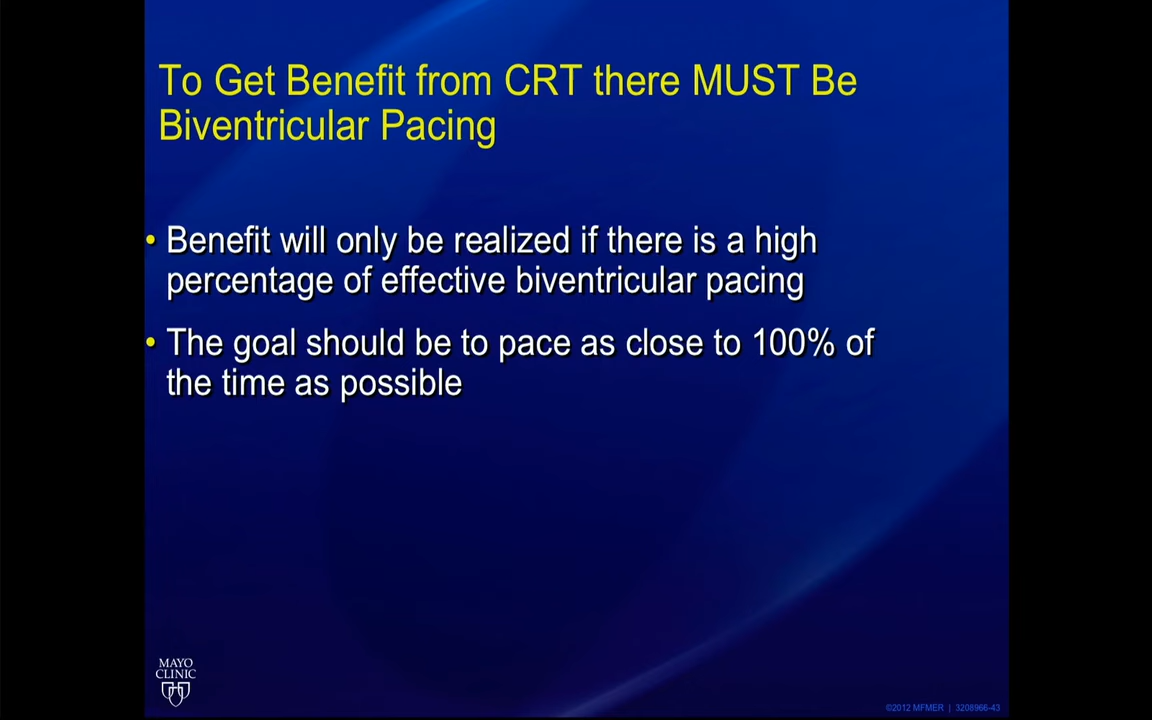 To Get Benefit from CRT there MUST Be
Biventricular Pacing
• Benefit will only be realized if there is a high
percentage of effective biventricular pacing
• The goal should be to pace as close to 100% of
the time as possible
MAYO
CLINIC
©2012 MFMER | 3208966-43